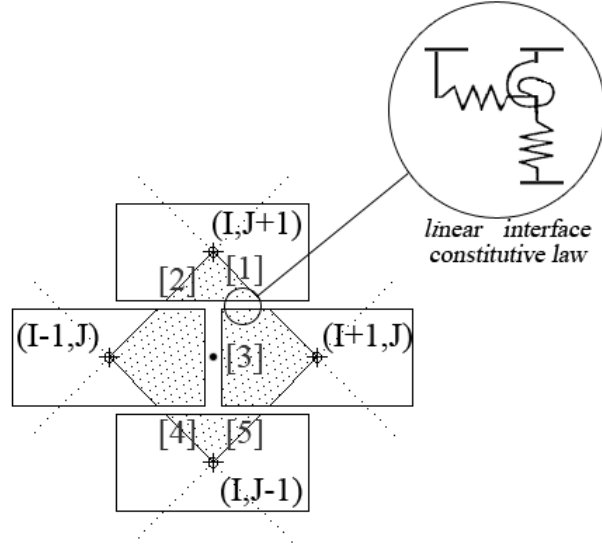 linear interface
constitutive law
(I,J+1)
[2] [1]
(I-1,J) [3] (I+1,J)
[4] [5]
(I,J-1)